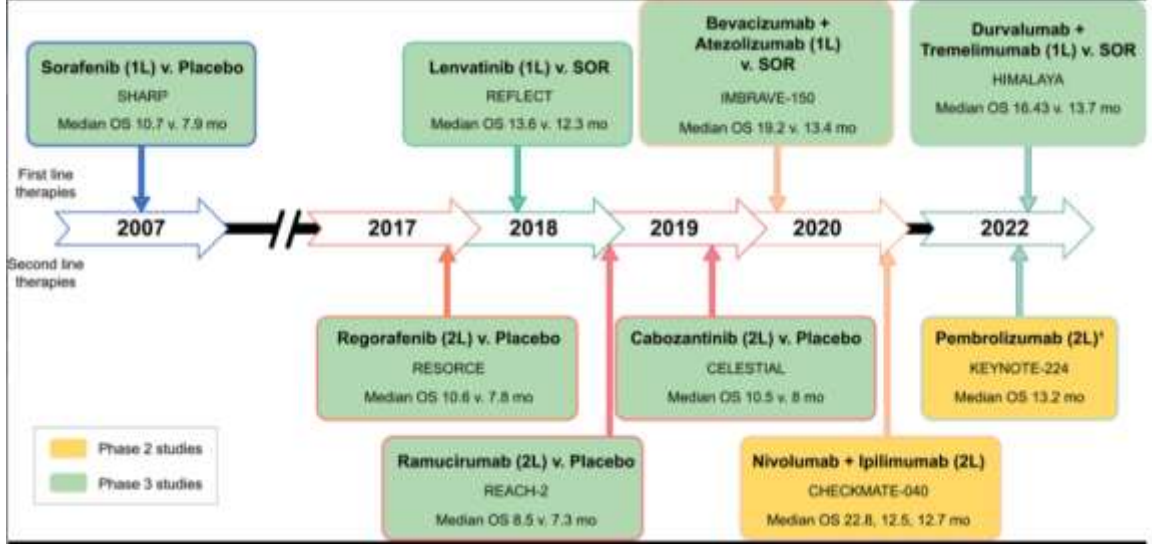 Sorafenib (1L) v. Placebo
SHARP
Median OS 10.7 v. 7.9 mo
Lenvatinib (1L) v. SOR
REFLECT
Median OS 13.6 v. 12.3 mo
Bevacizumab +
Atezolizumab (1L)
v. SOR
IMBRAVE-150
Median OS 19.2 v. 13.4 mo
Durvalumab +
Tremelimumab (1L) v. SOR
HIMALAYA
Median OS 16.43 v. 13.7 mo
First line
therapies
2007
2017
2018
2019
2020
2022
Second line
therapies
Regorafenib (2L) v. Placebo
RESORCE
Median OS 10.6 v. 7.8 mo
Cabozantinib (2L) v. Placebo
CELESTIAL
Median OS 10.5 v. 8 mo
Pembrolizumab (2L)
KEYNOTE-224
Median OS 13.2 mo
Phase 2 studies
Phase 3 studies
Ramucirumab (2L) v. Placebo
REACH-2
Median OS 8.5 v. 7.3 mo
Nivolumab + Ipilimumab (2L)
CHECKMATE-040
Median OS 22.8, 12.5, 12.7 mo